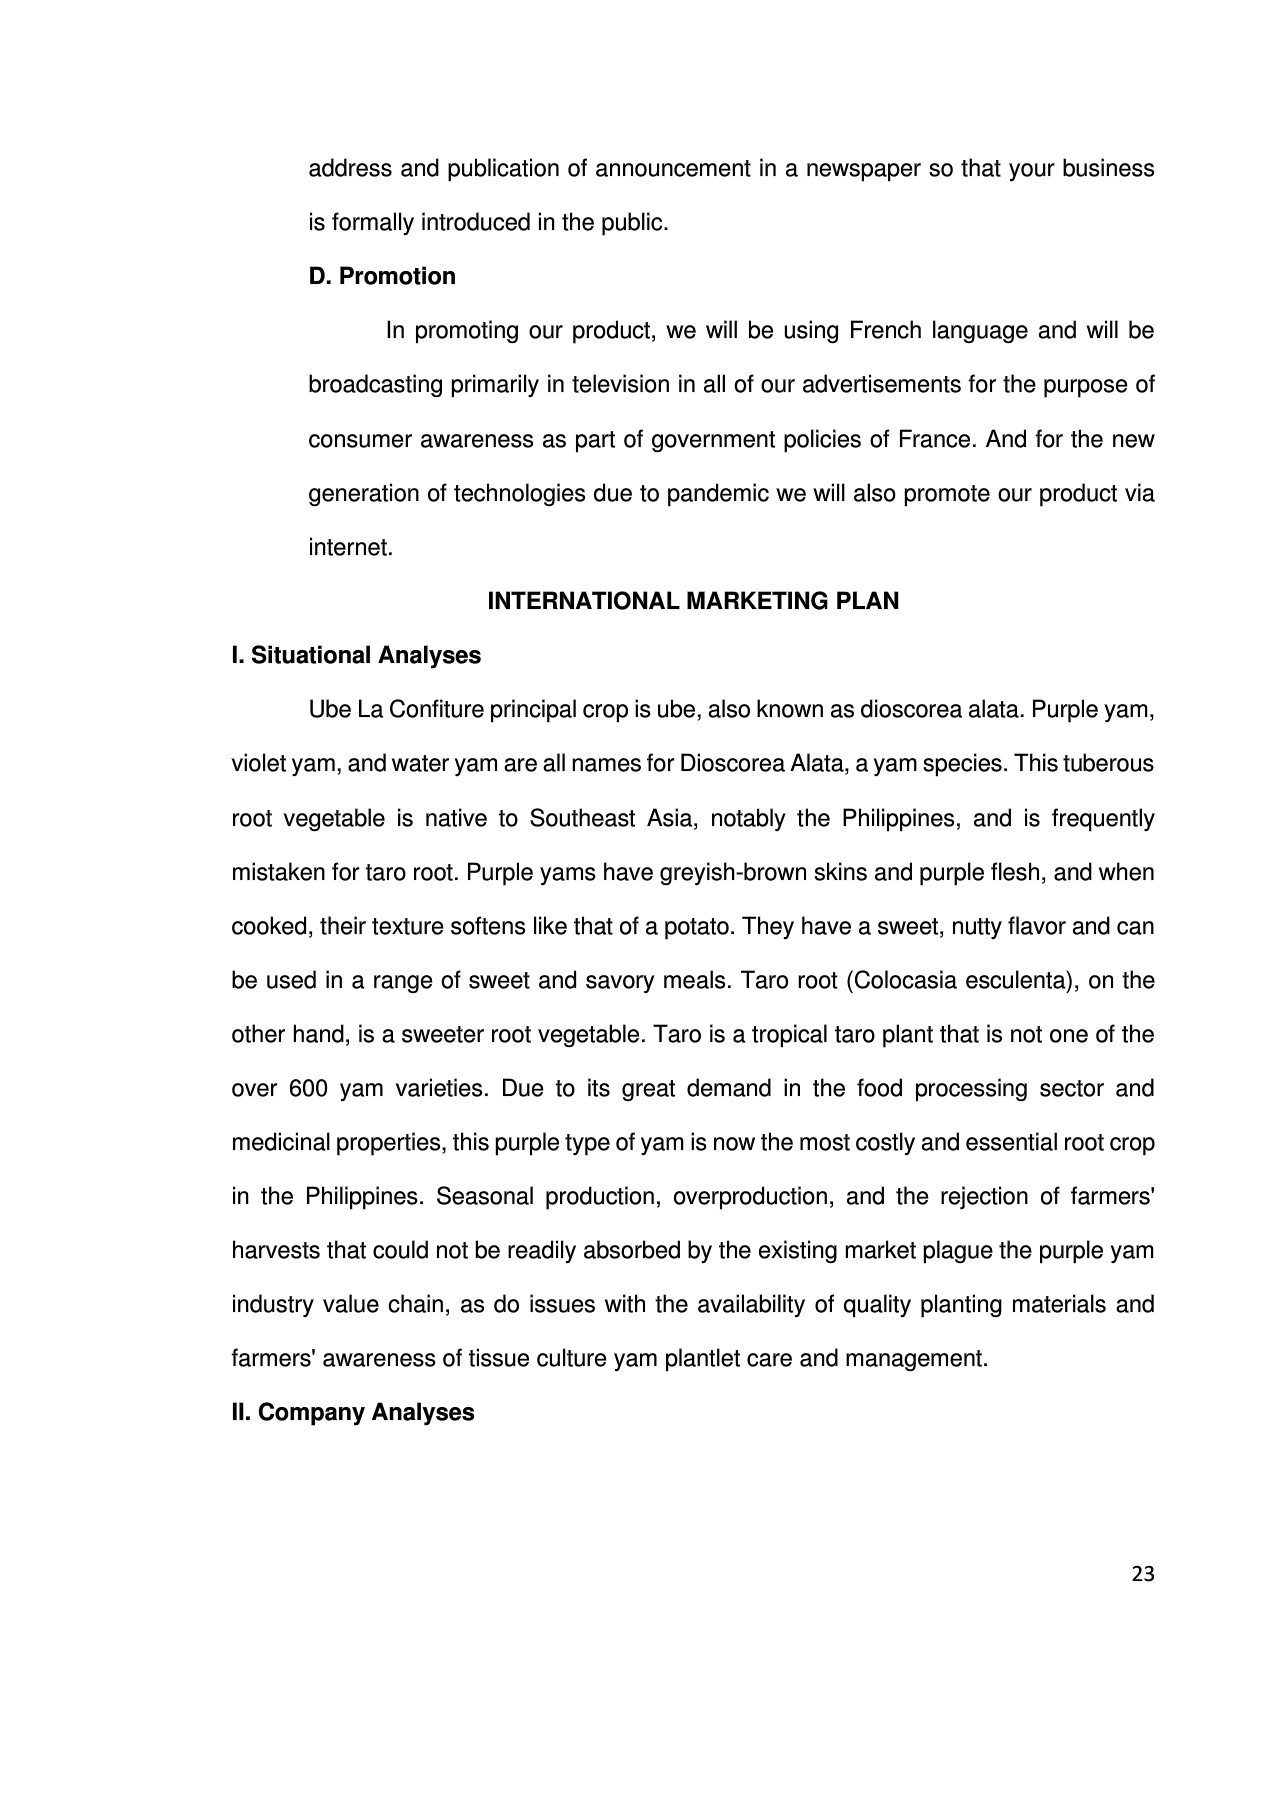 address and publication of announcement in a newspaper so that your business
is formally introduced in the public.
D. Promotion
In promoting our product, we will be using French language and will be
broadcasting primarily in television in all of our advertisements for the purpose of
consumer awareness as part of government policies of France. And for the new
generation of technologies due to pandemic we will also promote our product via
internet.
INTERNATIONAL MARKETING PLAN
I. Situational Analyses
Ube La Confiture principal crop is ube, also known as dioscorea alata. Purple yam,
violet yam, and water yam are all names for Dioscorea Alata, a yam species. This tuberous
root vegetable is native to Southeast Asia, notably the Philippines, and is frequently
mistaken for taro root. Purple yams have greyish-brown skins and purple flesh, and when
cooked, their texture softens like that of a potato. They have a sweet, nutty flavor and can
be used in a range of sweet and savory meals. Taro root (Colocasia esculenta), on the
other hand, is a sweeter root vegetable. Taro is a tropical taro plant that is not one of the
over 600 yam varieties. Due to its great demand in the food processing sector and
medicinal properties, this purple type of yam is now the most costly and essential root crop
in the Philippines. Seasonal production, overproduction, and the rejection of farmers'
harvests that could not be readily absorbed by the existing market plague the purple yam
industry value chain, as do issues with the availability of quality planting materials and
farmers' awareness of tissue culture yam plantlet care and management.
II. Company Analyses
23